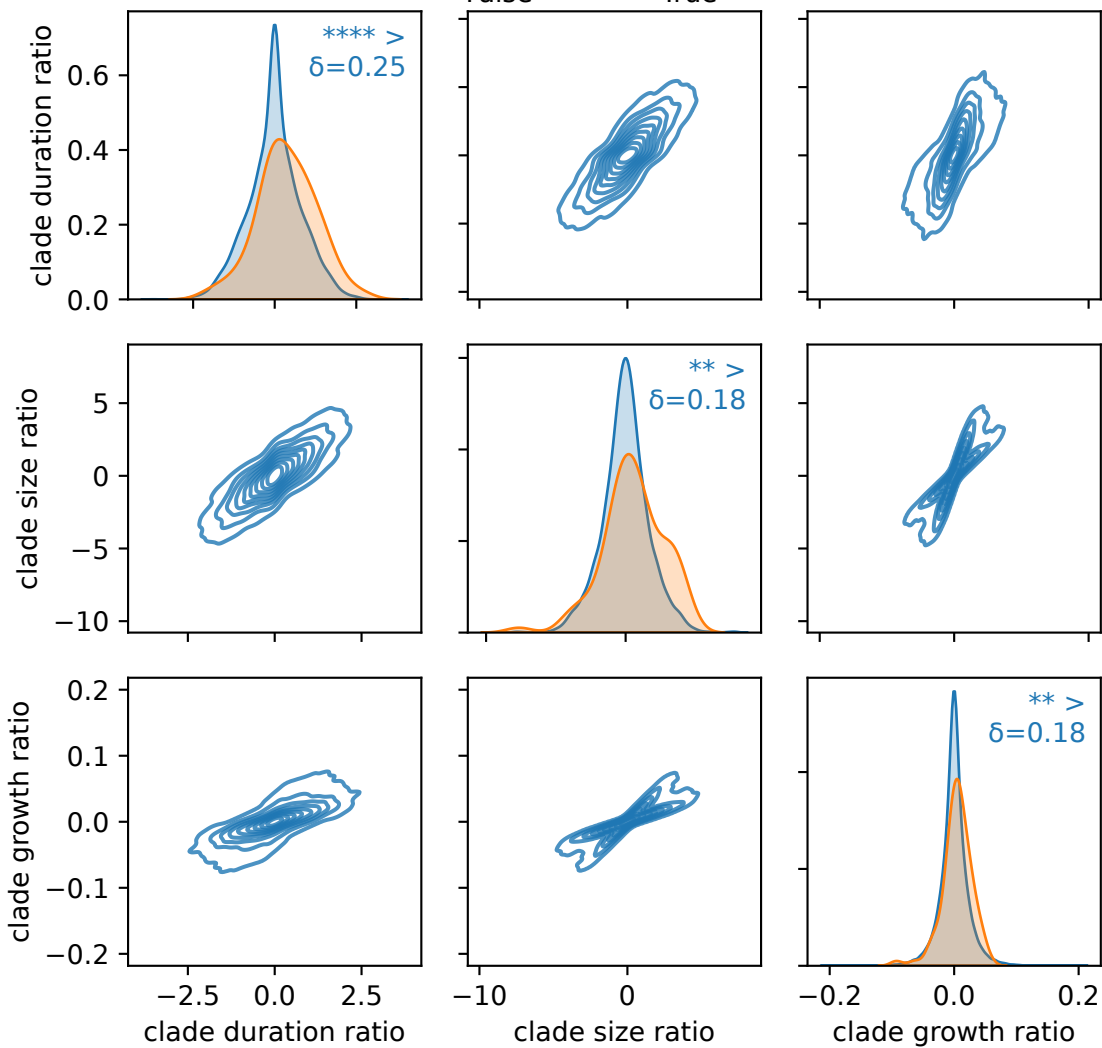 **** >
δ=0.25
clade duration ratio
0.6
0.4
0.2
0.0
** >
δ=0.18
clade size ratio
5
0
−5
−10
** >
δ=0.18
clade growth ratio
0.2
0.1
0.0
−0.1
−0.2
−2.5 0.0 2.5 −10 0 −0.2 0.0 0.2
clade duration ratio clade size ratio clade growth ratio